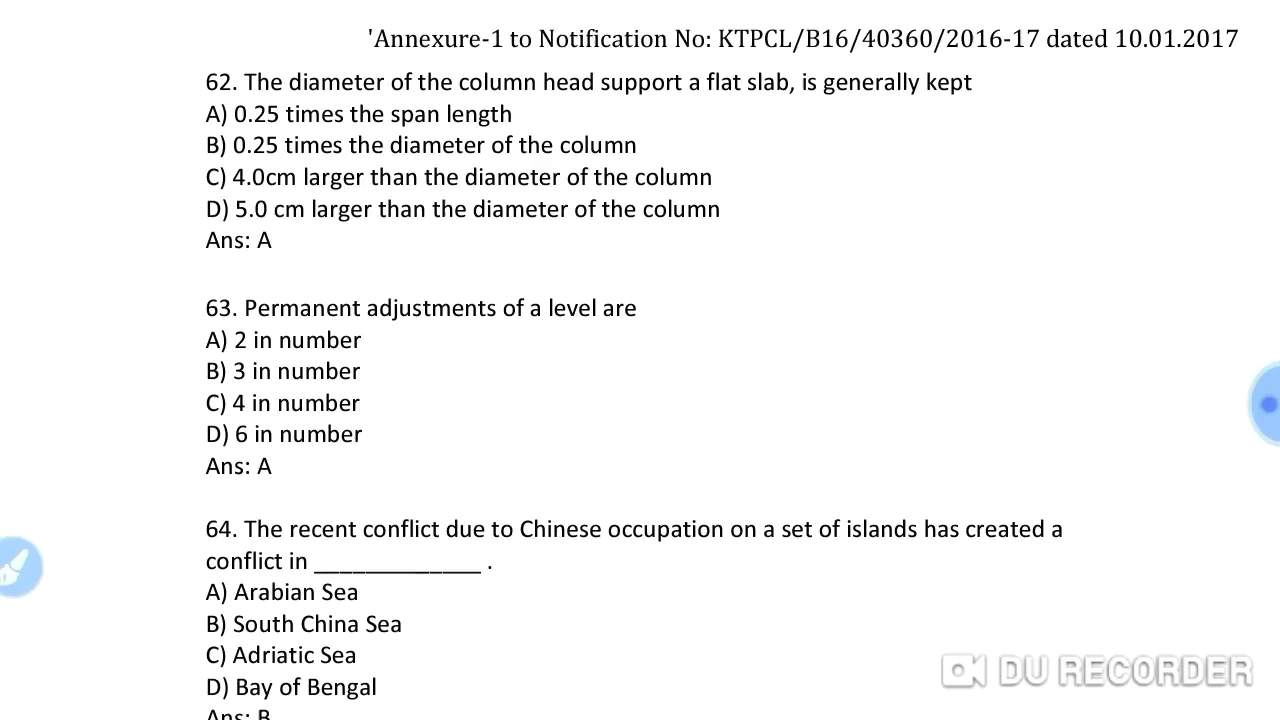 'Annexure-1 to Notification No: KTPCL/B16/40360/2016-17 dated 10.01.2017
62. The diameter of the column head support a flat slab, is generally kept
A) 0.25 times the span length
B) 0.25 times the diameter of the column
C) 4.0cm larger than the diameter of the column
D) 5.0 cm larger than the diameter of the column
Ans: A
63. Permanent adjustments of a level are
A) 2 in number
B) 3 in number
C) 4 in number
D) 6 in number
Ans: A
64. The recent conflict due to Chinese occupation on a set of islands has created a
conflict in _____________ .
A) Arabian Sea
B) South China Sea
C) Adriatic Sea
D) Bay of Bengal
Ans: B
DU RECORDER